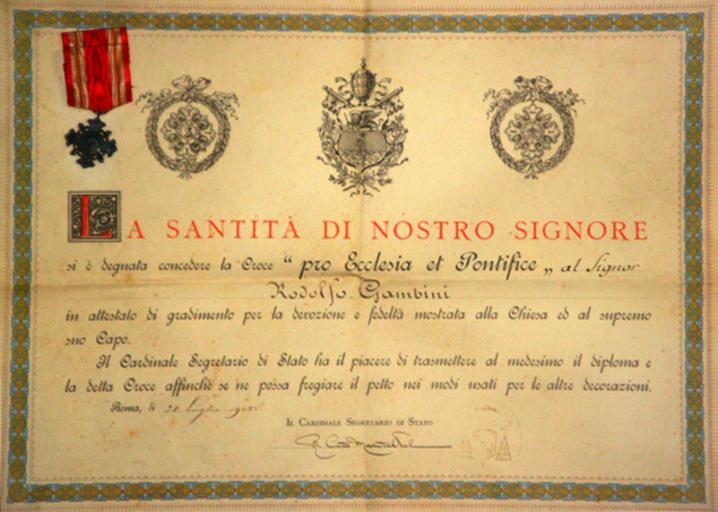 LA SANTITÀ DI NOSTRO SIGNORE
si è degnata concedere la Croce “pro Ecclesia et Pontifice„ al Signor
Rodolfo Gambini
in attestato di gradimento per la devozione e fedeltà mostrata alla Chiesa ed al supremo
suo Capo.
Il Cardinale Segretario di Stato ha il piacere di trasmettere al medesimo il diploma e
la detta Croce affinchè se ne possa fregiare il petto nei modi usati per le altre decorazioni.
Roma, li luglio
IL CARDINALE SEGRETARIO DI STATO